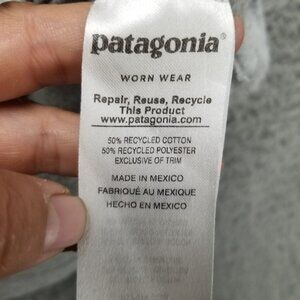 patagonia®
WORN WEAR
Repair, Reuse, Recycle
This Product
www.patagonia.com
50% RECYCLED COTTON
50% RECYCLED POLYESTER
EXCLUSIVE OF TRIM
MADE IN MEXICO
FABRIQUÉ AU MEXIQUE
HECHO EN MEXICO